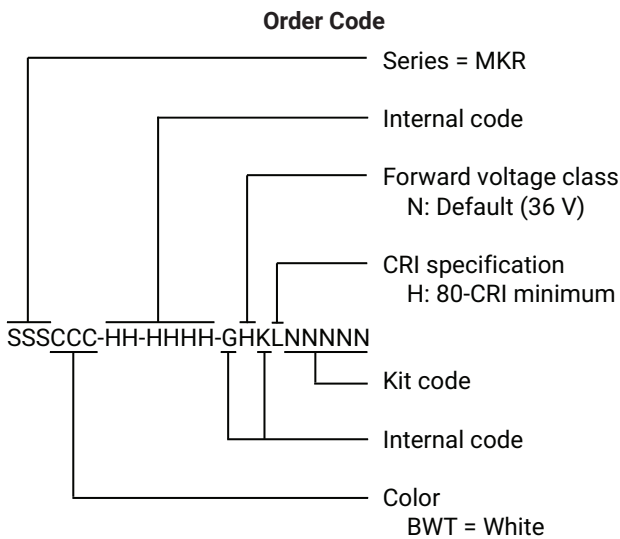 Order Code
Series = MKR
Internal code
Forward voltage class
N: Default (36 V)
CRI specification
H: 80-CRI minimum
SSSCCC-HH-HHHH-GHKLNNNNN
Kit code
Internal code
Color
BWT = White